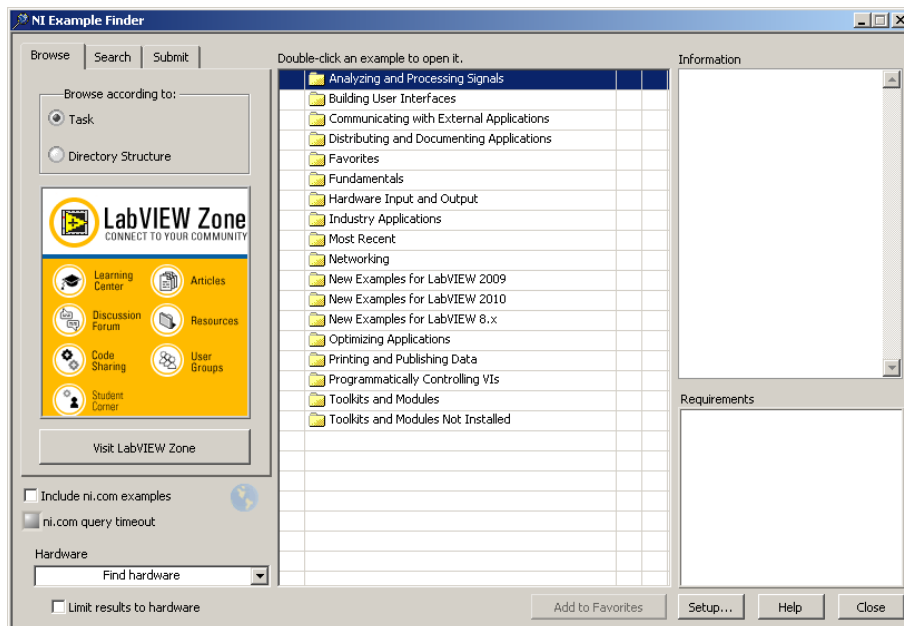 NI Example Finder
Browse
Search
Submit
Browse according to:
Task
Directory Structure
LabVIEW Zone
CONNECT TO YOUR COMMUNITY
Learning
Center
Articles
Discussion
Forum
Resources
Code
Sharing
User
Groups
Student
Corner
Visit LabVIEW Zone
Include ni.com examples
ni.com query timeout
Hardware
Find hardware
Limit results to hardware
Double-click an example to open it.
Analyzing and Processing Signals
Building User Interfaces
Communicating with External Applications
Distributing and Documenting Applications
Favorites
Fundamentals
Hardware Input and Output
Industry Applications
Most Recent
Networking
New Examples for LabVIEW 2009
New Examples for LabVIEW 2010
New Examples for LabVIEW 8.x
Optimizing Applications
Printing and Publishing Data
Programmatically Controlling VIs
Toolkits and Modules
Toolkits and Modules Not Installed
Information
Requirements
Add to Favorites
Setup...
Help
Close